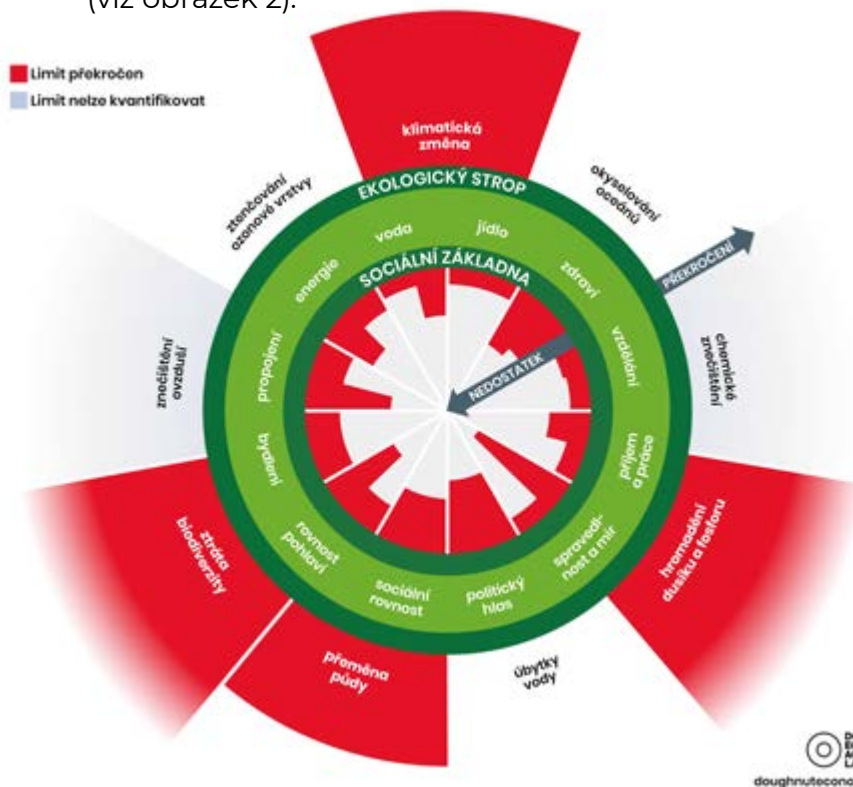 (viz obrázek 2).
Limit překročen
Limit nelze kvantifikovat
klimatická
změna
EKOLOGICKÝ STROP
ztenčování
ozonové vrstvy
okyselování
oceánů
voda
jídlo
energie
zdraví
SOCIÁLNÍ ZÁKLADNA
PŘEKROČENÍ
znečištění
ovzduší
propojení
NEDOSTATEK
vzdělání
chemické
znečištění
bydlení
příjem
a práce
ztráta
biodiverzity
rovnost
pohlaví
sociální
rovnost
politický
hlas
spravedl-
nost a mír
hromadění
dusíku a fosforu
přeměna
půdy
úbytky
vody